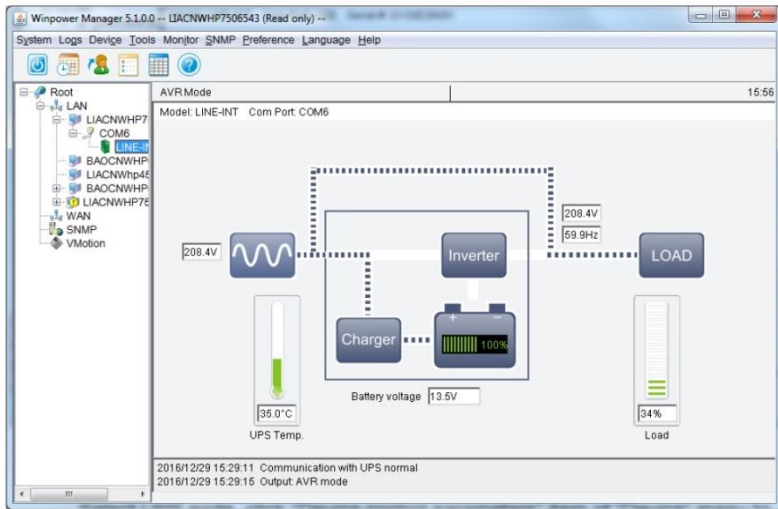 Winpower Manager 5.1.0.0 -- LIACNWHP7506543 (Read only) --
System Logs Device Tools Monitor SNMP Preference Language Help
Root
LAN
LIACNWHP7
COM6
LINE-IN
BAOCNWHP
LIACNWhp45
BAOCNWHP
LIACNWHP75
WAN
SNMP
VMotion
AVR Mode
15:56
Model: LINE-INT Com Port: COM6
208.4V
59.9Hz
208.4V
Inverter
LOAD
Charger
+ −
100%
Battery voltage 13.5V
35.0°C
UPS Temp.
34%
Load
2016/12/29 15:29:11 Communication with UPS normal
2016/12/29 15:29:15 Output: AVR mode